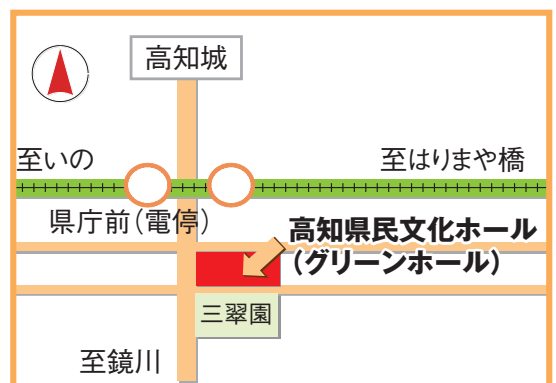 高知城
至いの
至はりまや橋
県庁前(電停)
高知県民文化ホール
(グリーンホール)
三翠園
至鏡川